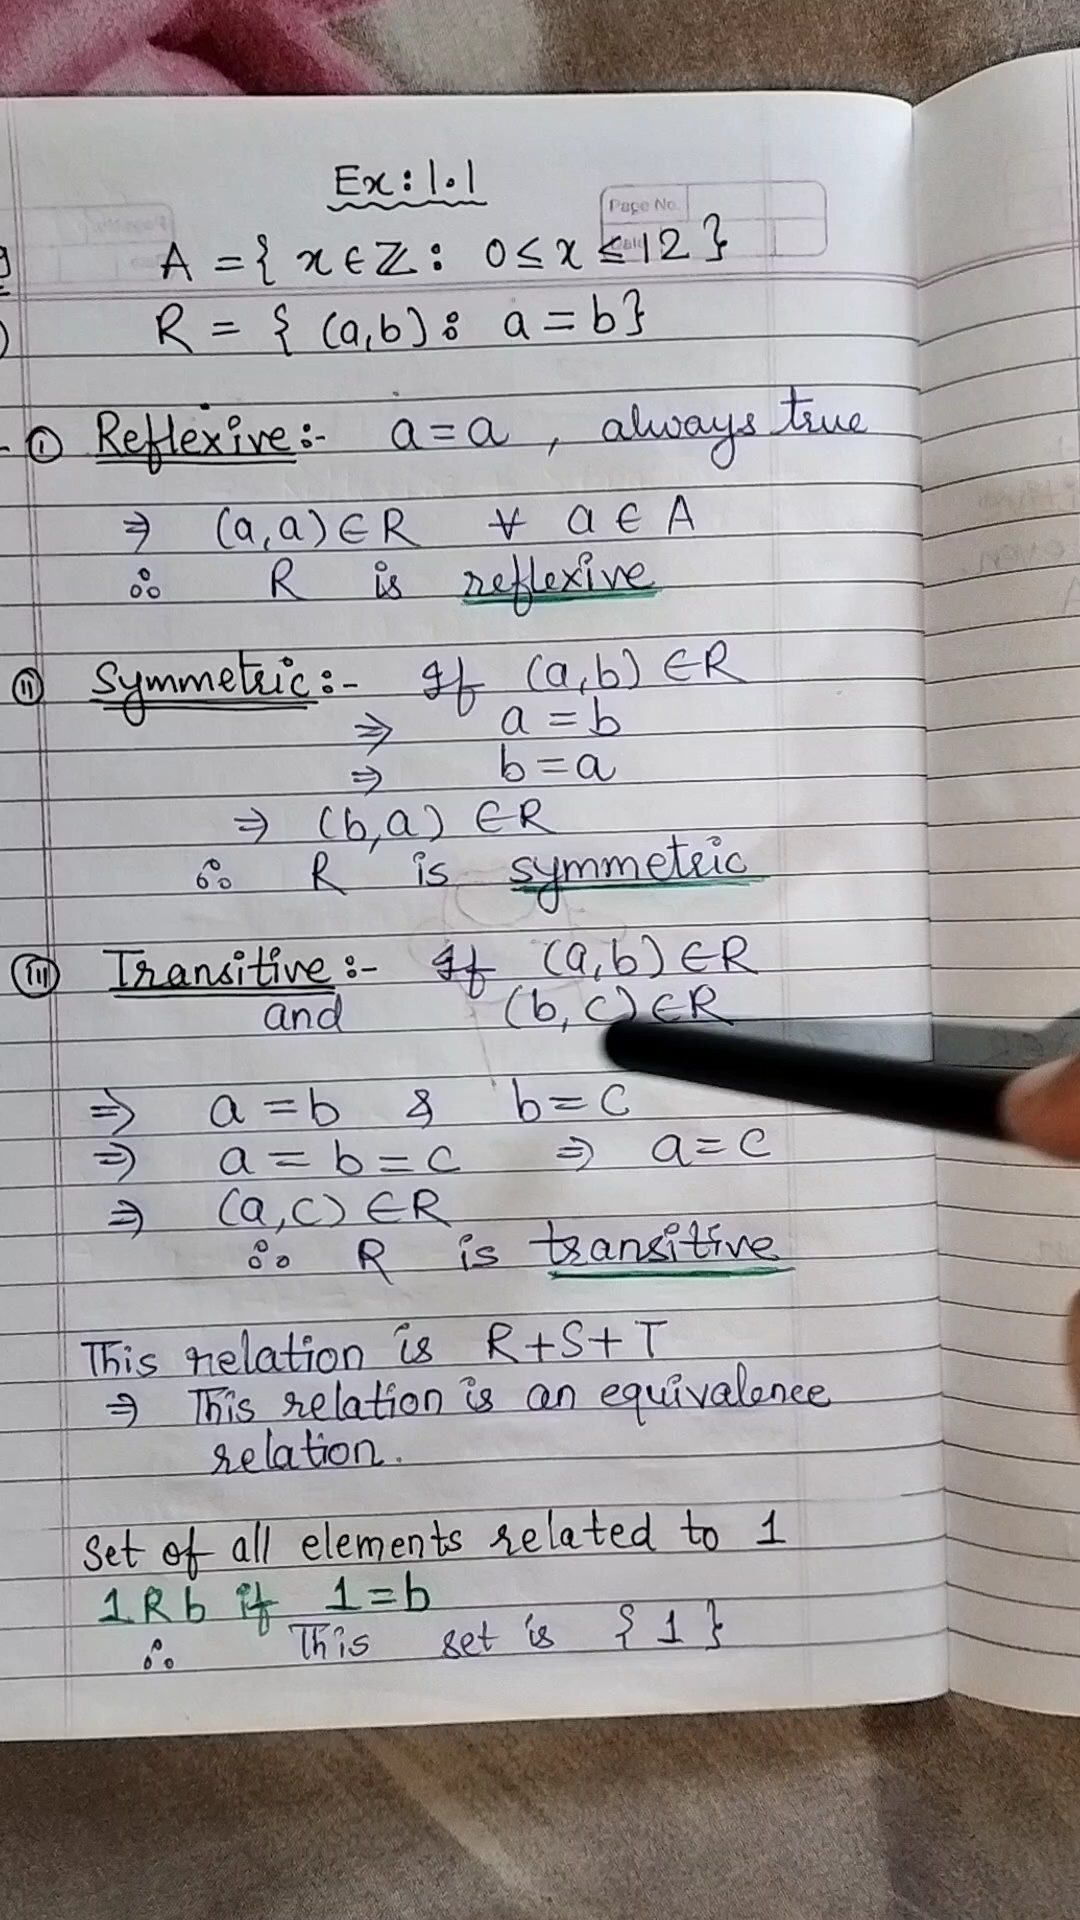 Ex: 1.1
Page No.
A = { x ∈ Z : 0 ≤ x ≤ 12 }
R = { (a,b) : a = b }
(i) Reflexive :- a = a , always true
⇒ (a,a) ∈ R ∀ a ∈ A
∴ R is reflexive
(ii) Symmetric :- If (a,b) ∈ R
⇒ a = b
⇒ b = a
⇒ (b,a) ∈ R
∴ R is symmetric
(iii) Transitive :- If (a,b) ∈ R
and (b,c) ∈ R
⇒ a = b & b = c
⇒ a = b = c ⇒ a = c
⇒ (a,c) ∈ R
∴ R is transitive
This relation is R+S+T
⇒ This relation is an equivalence
relation.
Set of all elements related to 1
1 R b if 1 = b
∴ This set is { 1 }